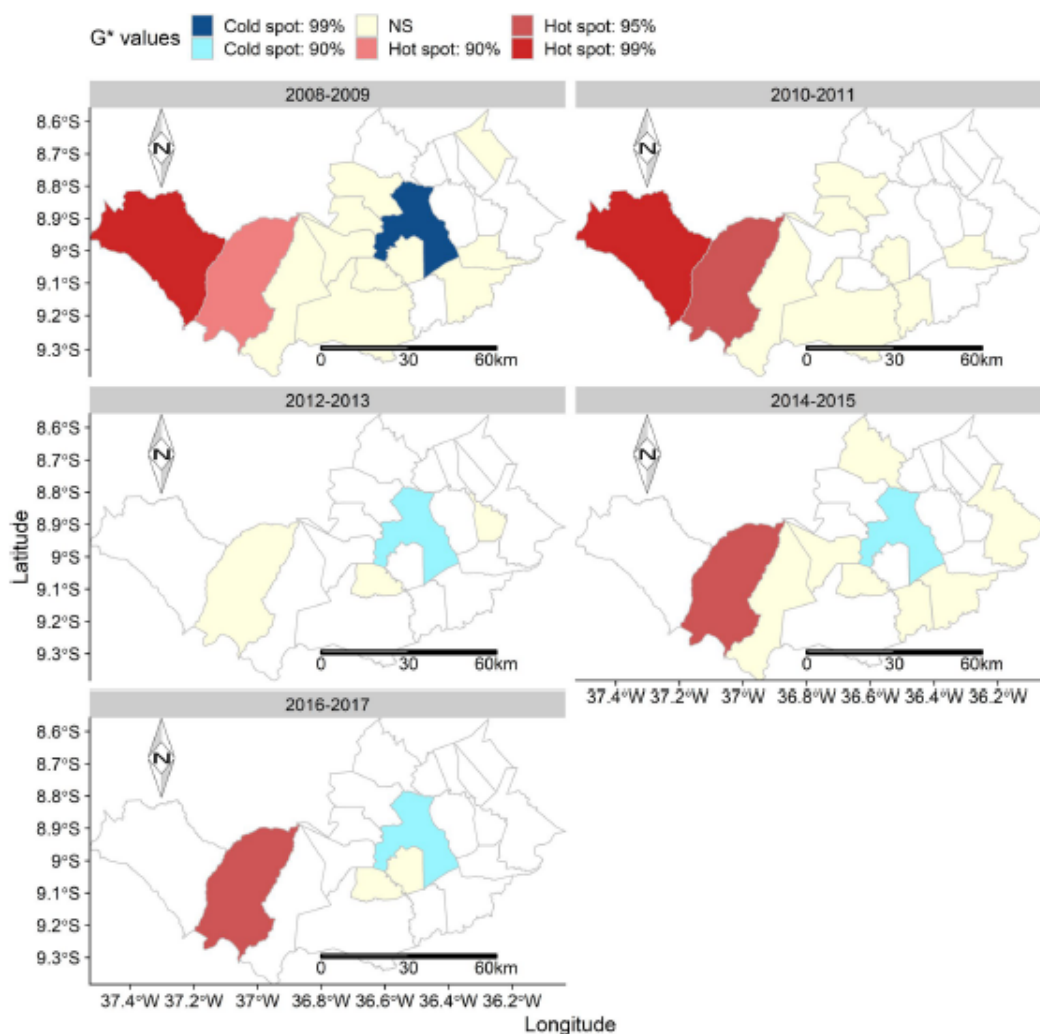 G* values
Cold spot: 99%
NS
Hot spot: 95%
Cold spot: 90%
Hot spot: 90%
Hot spot: 99%
2008-2009
2010-2011
8.6°S
8.7°S
8.8°S
8.9°S
9°S
9.1°S
9.2°S
9.3°S
N
0 30 60km
N
0 30 60km
2012-2013
2014-2015
Latitude
8.6°S
8.7°S
8.8°S
8.9°S
9°S
9.1°S
9.2°S
9.3°S
N
0 30 60km
N
0 30 60km
37.4°W 37.2°W 37°W 36.8°W 36.6°W 36.4°W 36.2°W
2016-2017
8.6°S
8.7°S
8.8°S
8.9°S
9°S
9.1°S
9.2°S
9.3°S
N
0 30 60km
37.4°W 37.2°W 37°W 36.8°W 36.6°W 36.4°W 36.2°W
Longitude